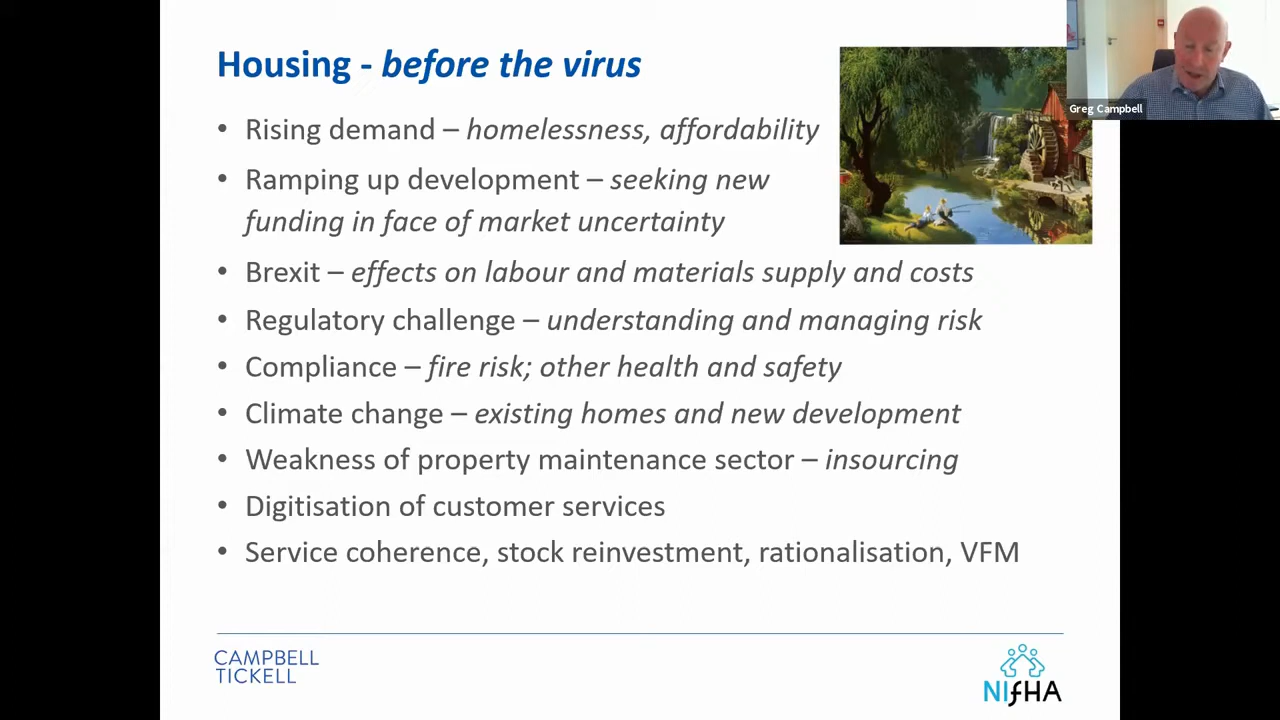 Housing - before the virus
• Rising demand – homelessness, affordability
• Ramping up development – seeking new
funding in face of market uncertainty
• Brexit – effects on labour and materials supply and costs
• Regulatory challenge – understanding and managing risk
• Compliance – fire risk; other health and safety
• Climate change – existing homes and new development
• Weakness of property maintenance sector – insourcing
• Digitisation of customer services
• Service coherence, stock reinvestment, rationalisation, VFM
Greg Campbell
CAMPBELL
TICKELL
NIfHA